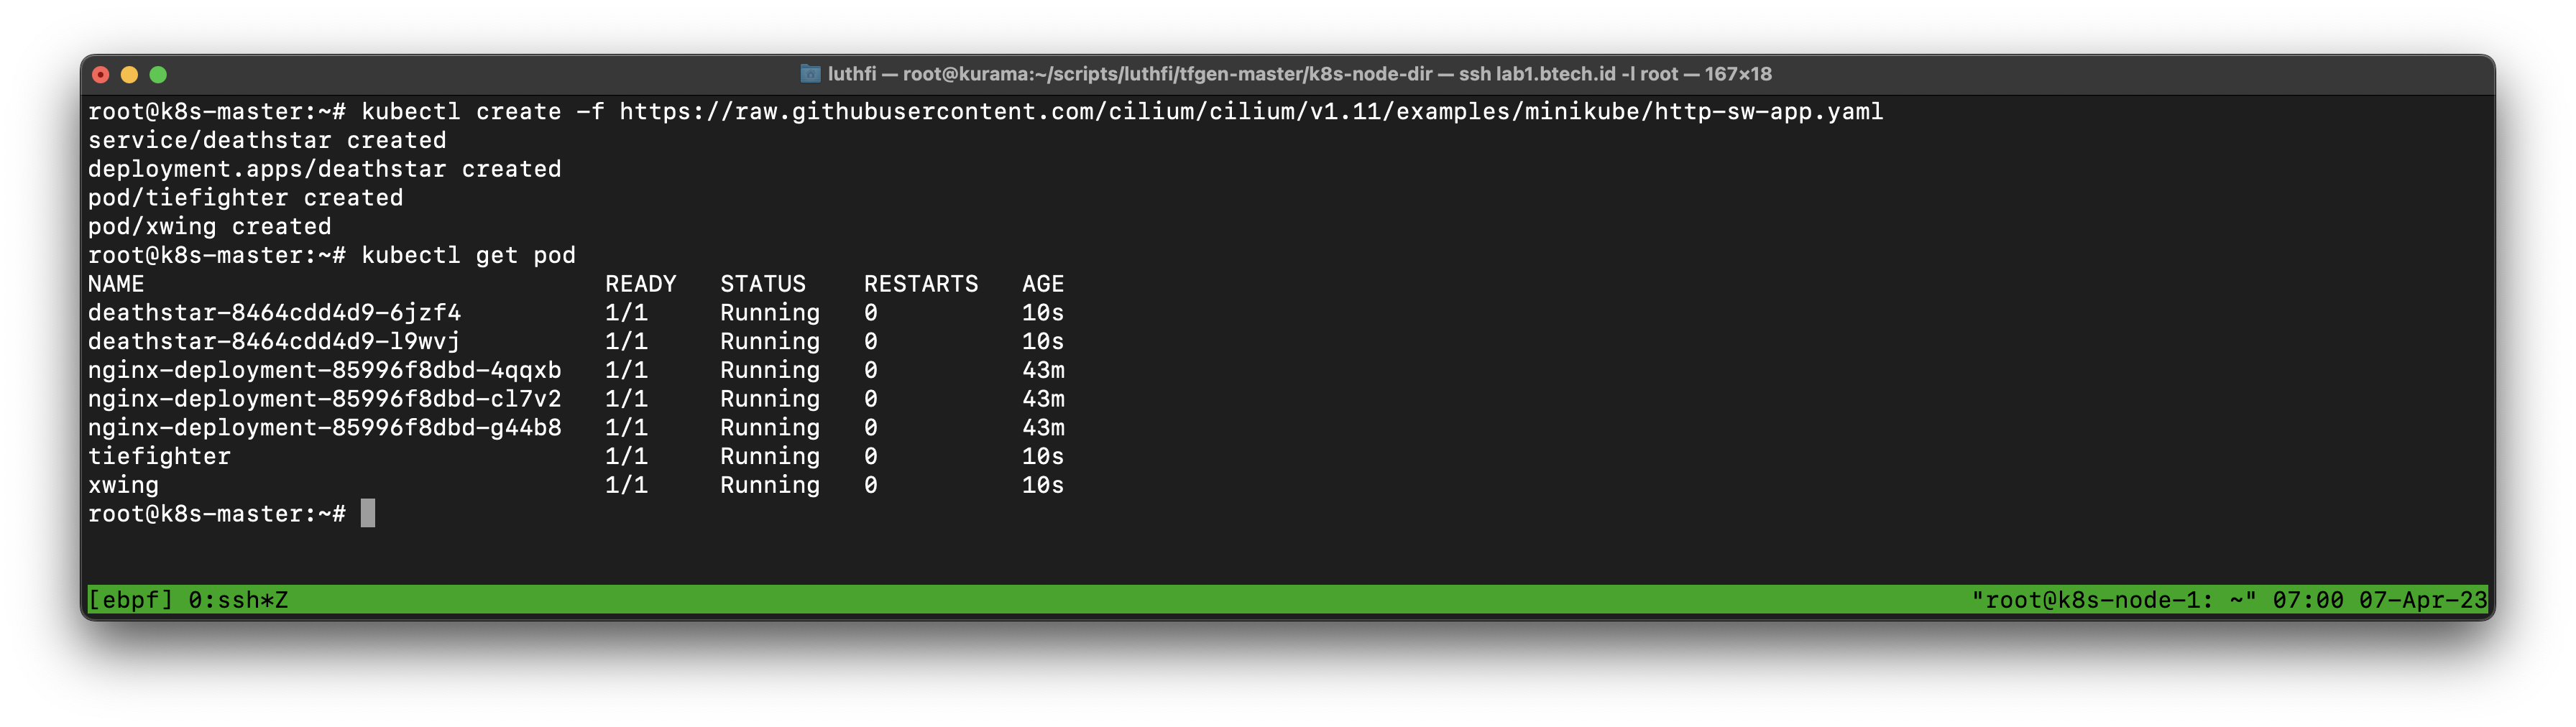 luthfi — root@kurama:~/scripts/luthfi/tfgen-master/k8s-node-dir — ssh lab1.btech.id -l root — 167×18
root@k8s-master:~# kubectl create -f https://raw.githubusercontent.com/cilium/cilium/v1.11/examples/minikube/http-sw-app.yaml
service/deathstar created
deployment.apps/deathstar created
pod/tiefighter created
pod/xwing created
root@k8s-master:~# kubectl get pod
NAME                                READY   STATUS    RESTARTS   AGE
deathstar-8464cdd4d9-6jzf4          1/1     Running   0          10s
deathstar-8464cdd4d9-l9wvj          1/1     Running   0          10s
nginx-deployment-85996f8dbd-4qqxb   1/1     Running   0          43m
nginx-deployment-85996f8dbd-cl7v2   1/1     Running   0          43m
nginx-deployment-85996f8dbd-g44b8   1/1     Running   0          43m
tiefighter                          1/1     Running   0          10s
xwing                               1/1     Running   0          10s
root@k8s-master:~#
[ebpf] 0:ssh*Z "root@k8s-node-1: ~" 07:00 07-Apr-23